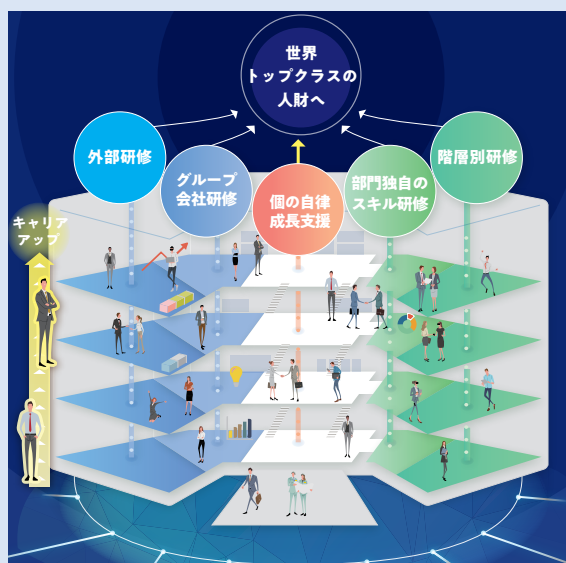 世界
トップクラスの
人財へ
外部研修
グループ
会社研修
個の自律
成長支援
部門独自の
スキル研修
階層別研修
キャリア
アップ